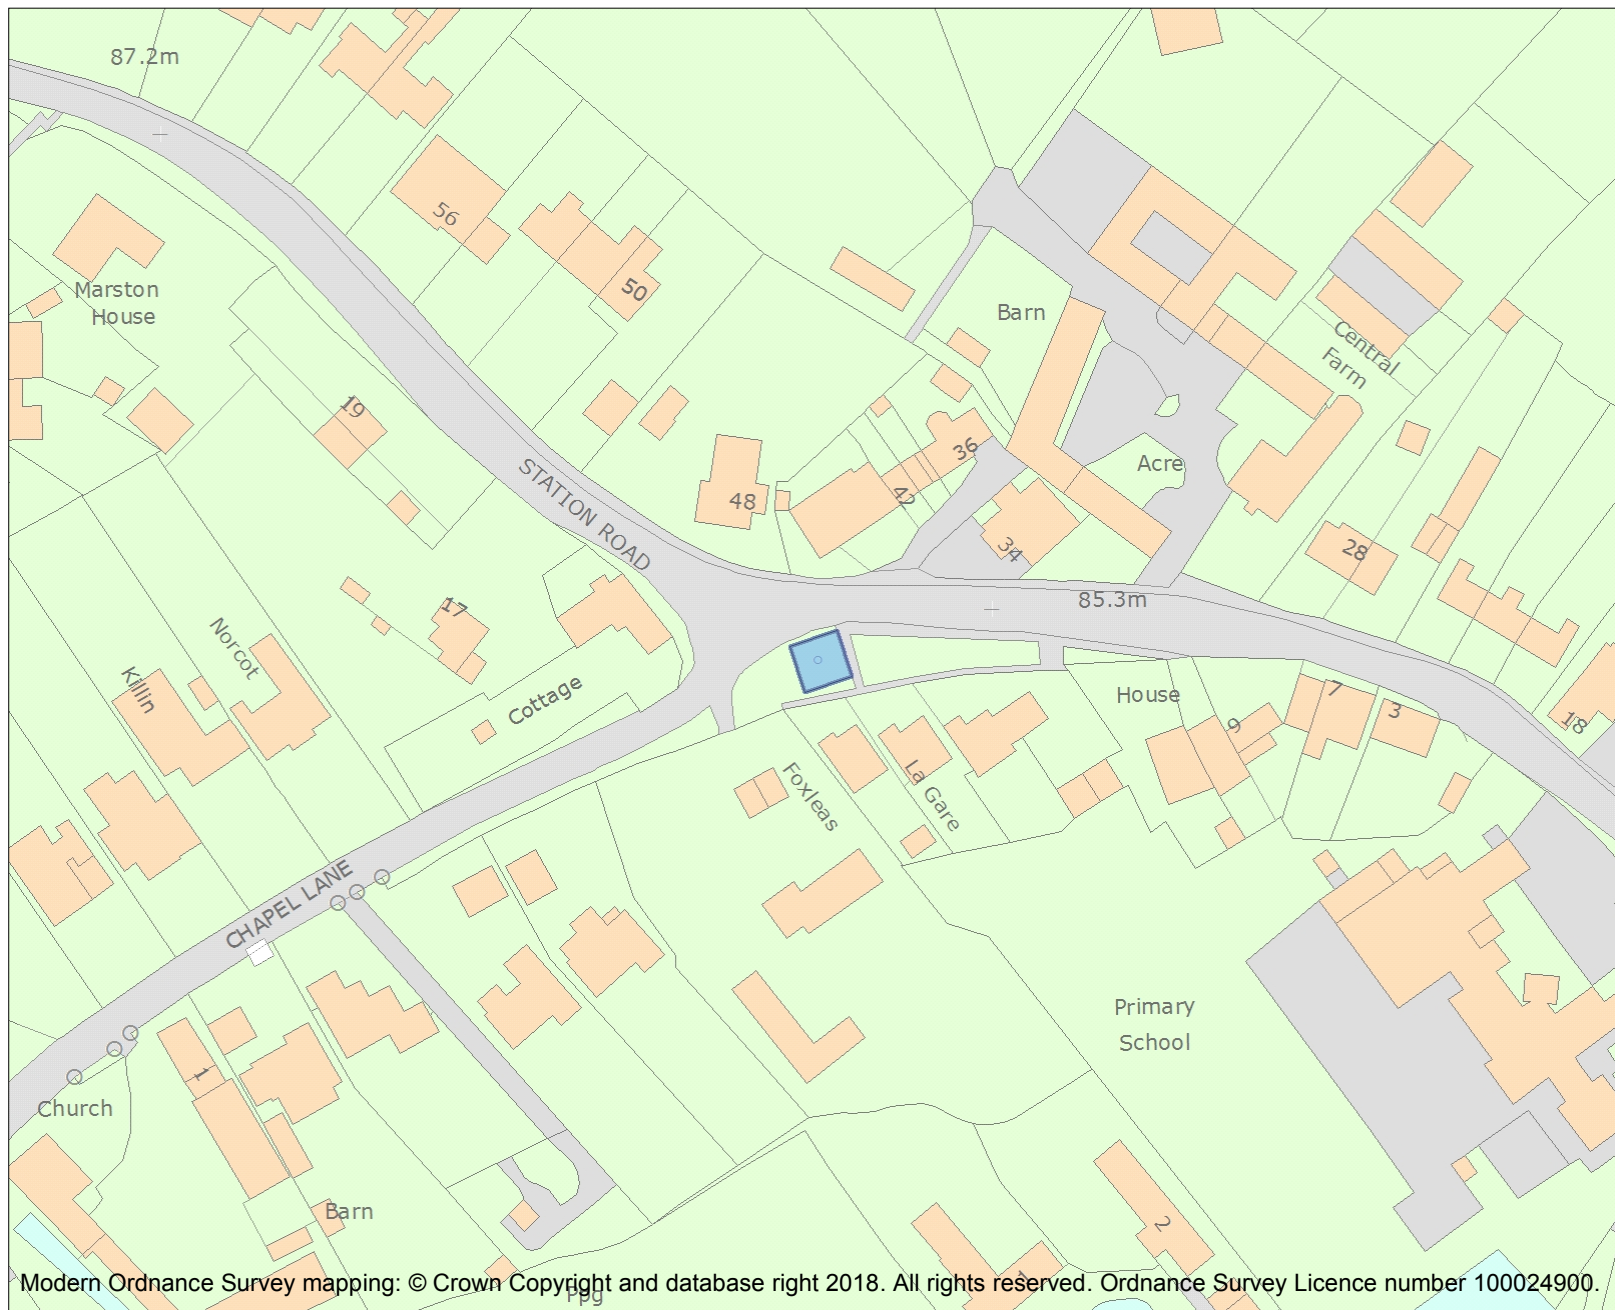 87.2m
56
Marston
House
50
Barn
Central
Farm
19
36
Acre
STATION ROAD
48
42
34
28
85.3m
17
Norcot
Killin
Cottage
House
7
3
9
18
Foxleas
La Gare
CHAPEL LANE
Primary
School
1
Church
Barn
2
1
Ppg
Modern Ordnance Survey mapping: © Crown Copyright and database right 2018. All rights reserved. Ordnance Survey Licence number 100024900.